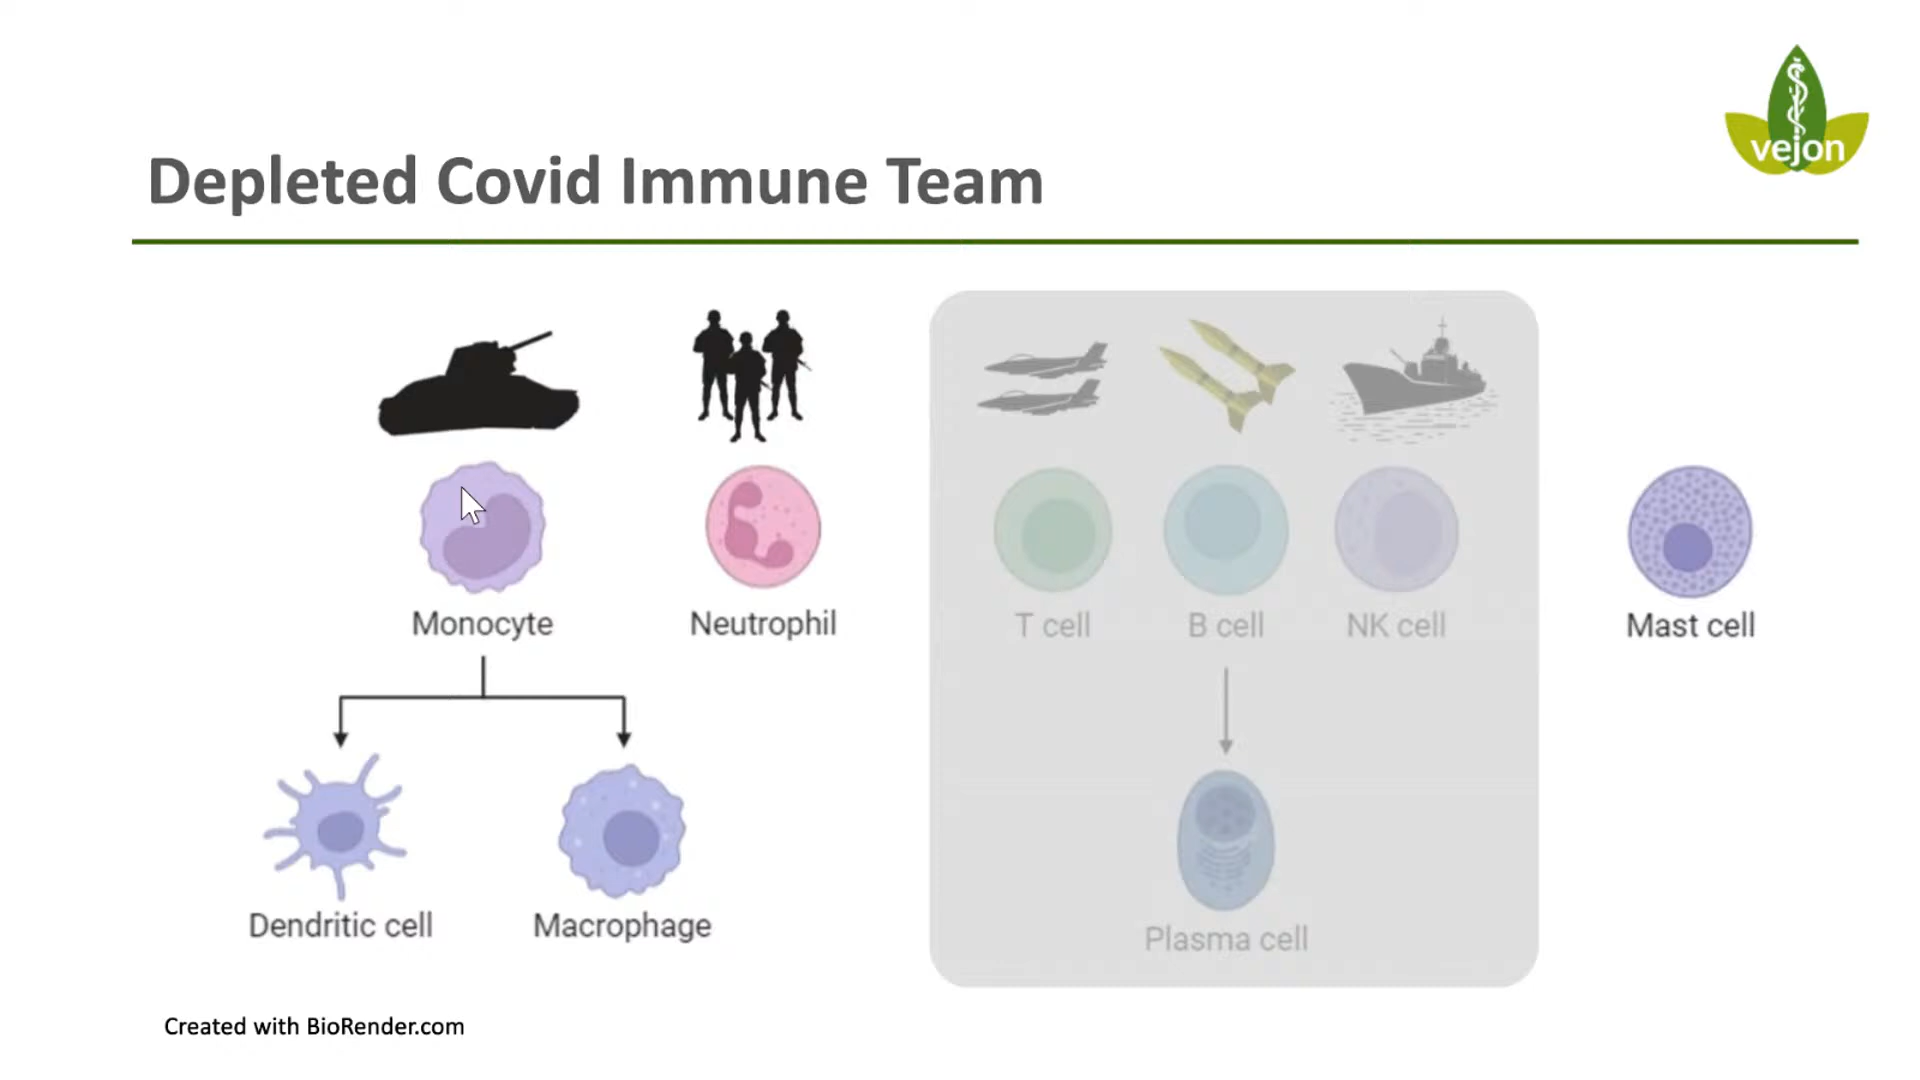 vejon
Depleted Covid Immune Team
Monocyte
Neutrophil
T cell
B cell
NK cell
Mast cell
Dendritic cell
Macrophage
Plasma cell
Created with BioRender.com